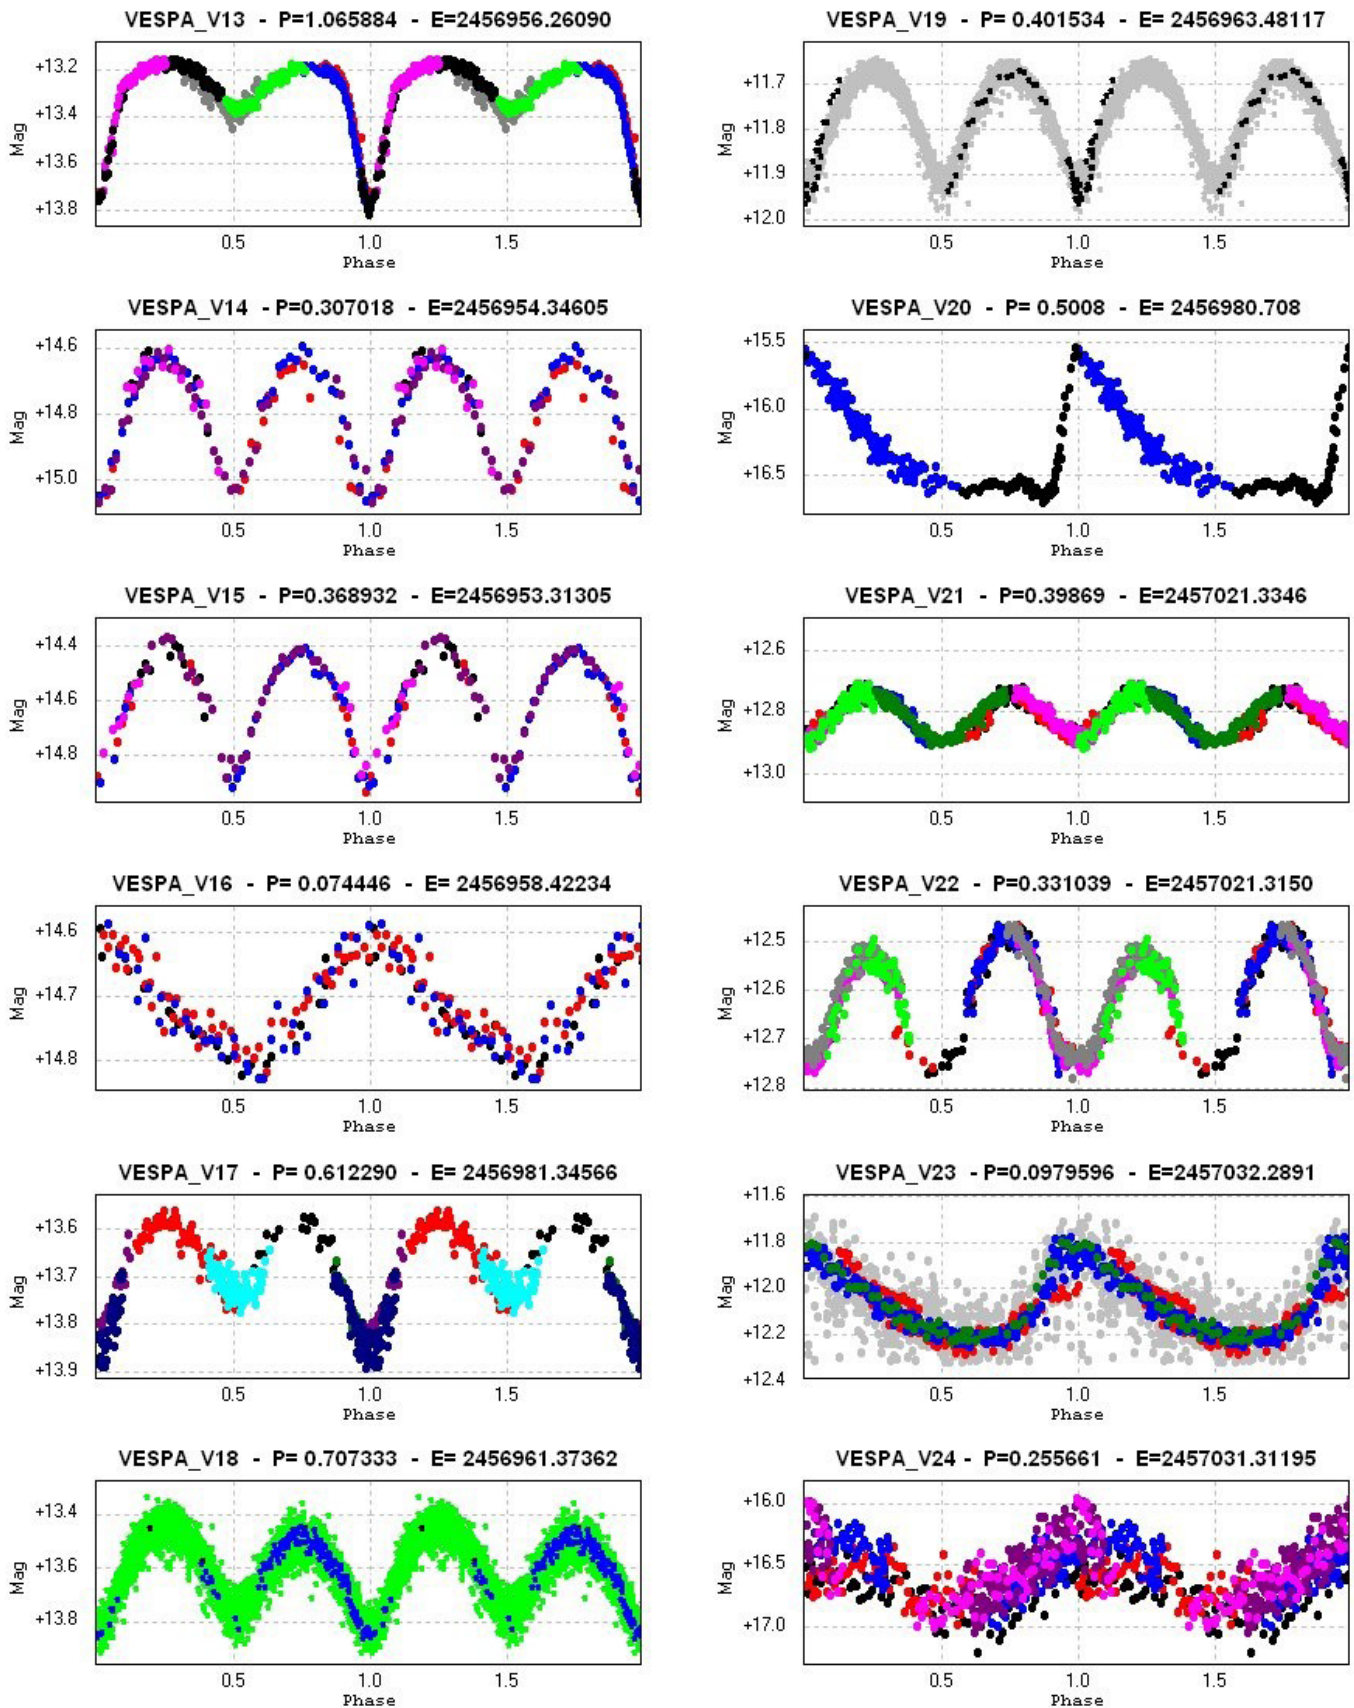 VESPA_V13 - P=1.065884 - E=2456956.26090
Mag
+13.2
+13.4
+13.6
+13.8
0.5
1.0
1.5
Phase
VESPA_V19 - P= 0.401534 - E= 2456963.48117
Mag
+11.7
+11.8
+11.9
+12.0
0.5
1.0
1.5
Phase
VESPA_V14 - P=0.307018 - E=2456954.34605
Mag
+14.6
+14.8
+15.0
0.5
1.0
1.5
Phase
VESPA_V20 - P= 0.5008 - E= 2456980.708
Mag
+15.5
+16.0
+16.5
0.5
1.0
1.5
Phase
VESPA_V15 - P=0.368932 - E=2456953.31305
Mag
+14.4
+14.6
+14.8
0.5
1.0
1.5
Phase
VESPA_V21 - P=0.39869 - E=2457021.3346
Mag
+12.6
+12.8
+13.0
0.5
1.0
1.5
Phase
VESPA_V16 - P= 0.074446 - E= 2456958.42234
Mag
+14.6
+14.7
+14.8
0.5
1.0
1.5
Phase
VESPA_V22 - P=0.331039 - E=2457021.3150
Mag
+12.5
+12.6
+12.7
+12.8
0.5
1.0
1.5
Phase
VESPA_V17 - P= 0.612290 - E= 2456981.34566
Mag
+13.6
+13.7
+13.8
+13.9
0.5
1.0
1.5
Phase
VESPA_V23 - P=0.0979596 - E=2457032.2891
Mag
+11.6
+11.8
+12.0
+12.2
+12.4
0.5
1.0
1.5
Phase
VESPA_V18 - P= 0.707333 - E= 2456961.37362
Mag
+13.4
+13.6
+13.8
0.5
1.0
1.5
Phase
VESPA_V24 - P=0.255661 - E=2457031.31195
Mag
+16.0
+16.5
+17.0
0.5
1.0
1.5
Phase